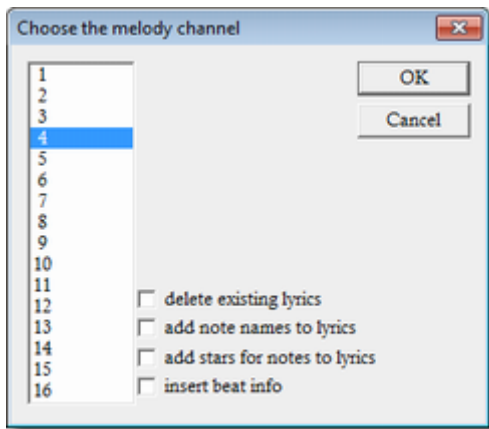 Choose the melody channel
1
2
3
4
5
6
7
8
9
10
11
12
13
14
15
16
OK
Cancel
delete existing lyrics
add note names to lyrics
add stars for notes to lyrics
insert beat info